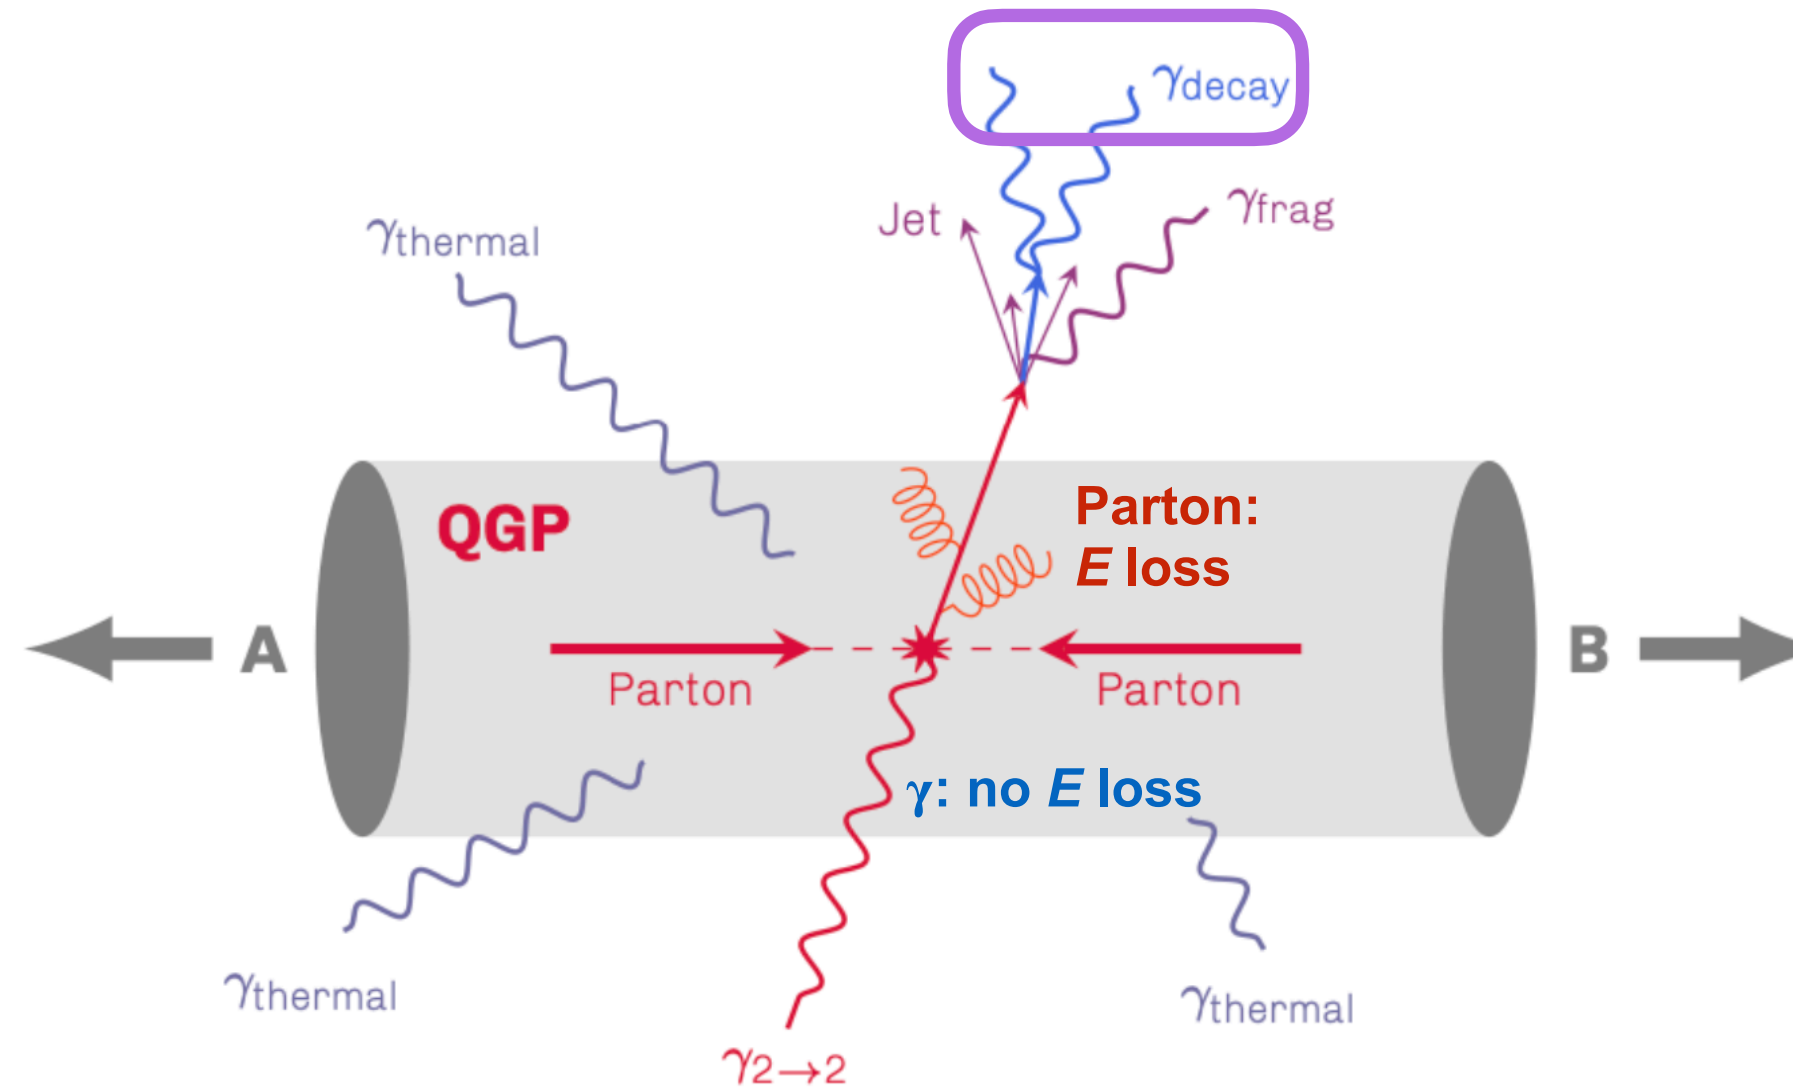 γdecay
Jet
γfrag
γthermal
QGP
Parton:
E loss
A
B
Parton
Parton
γ: no E loss
γthermal
γthermal
γ2→2